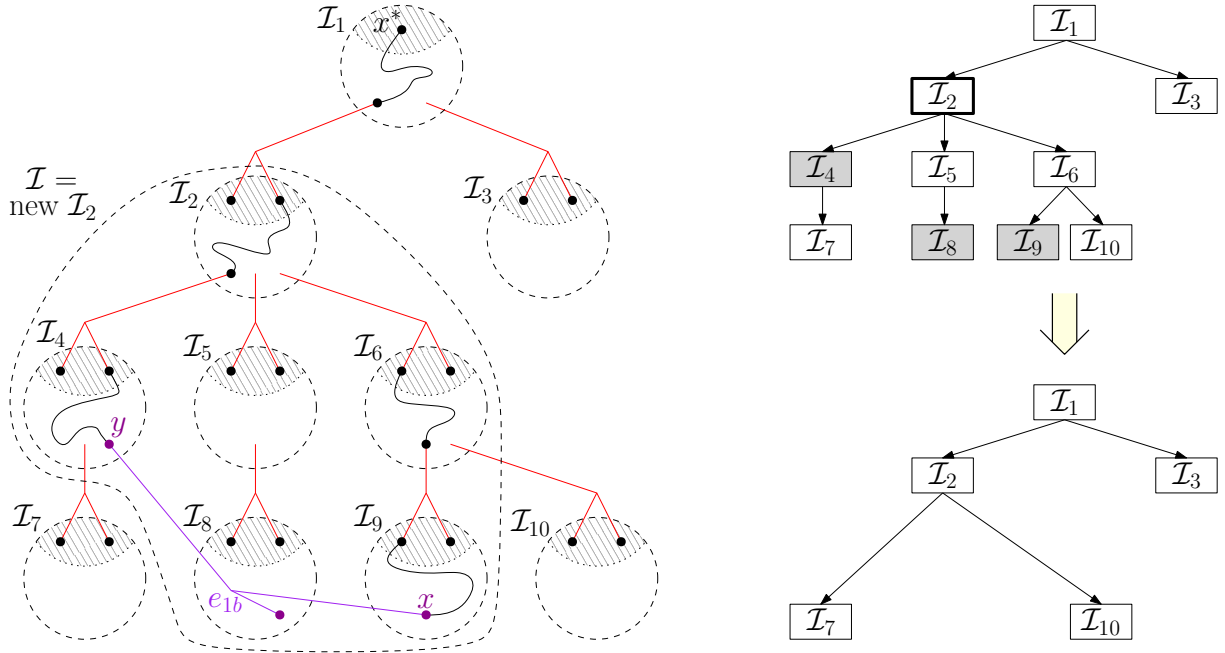 𝓘₁
x*
𝓘 =
new 𝓘₂
𝓘₂
𝓘₃
𝓘₄
𝓘₅
𝓘₆
y
𝓘₇
𝓘₈
𝓘₉
𝓘₁₀
e₁b
x
𝓘₁
𝓘₂
𝓘₃
𝓘₄
𝓘₅
𝓘₆
𝓘₇
𝓘₈
𝓘₉
𝓘₁₀
𝓘₁
𝓘₂
𝓘₃
𝓘₇
𝓘₁₀